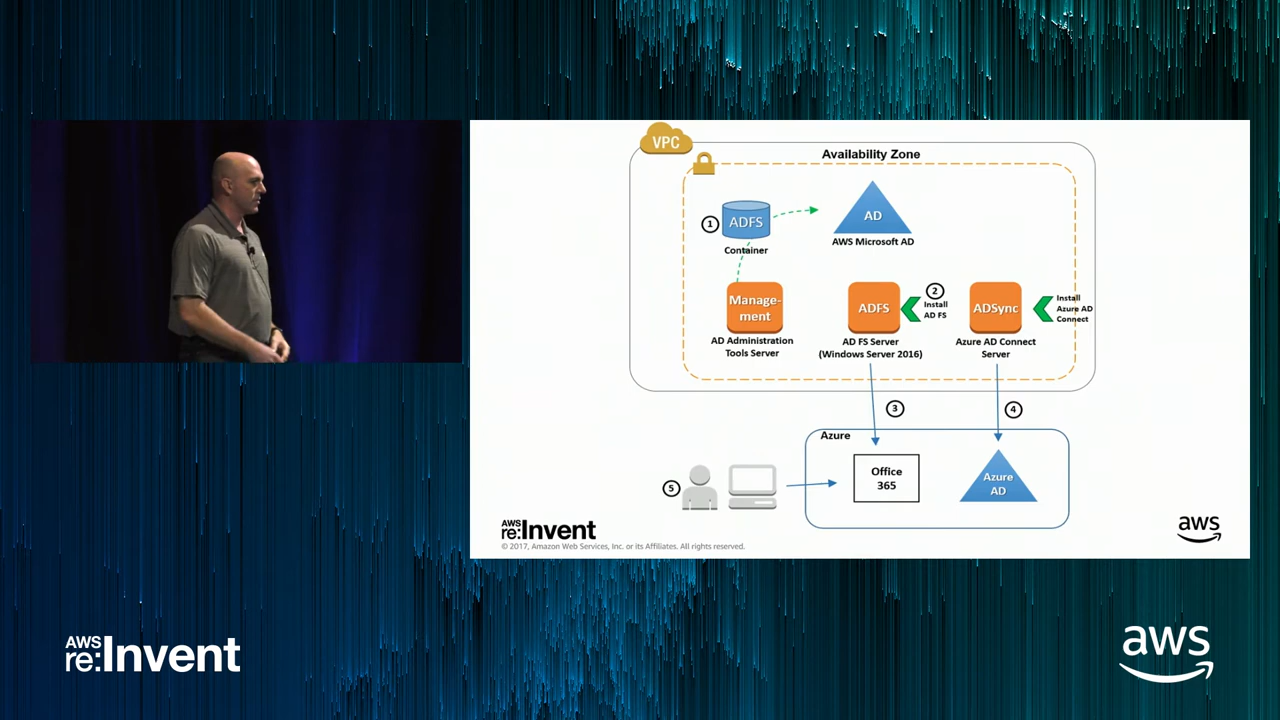 VPC
Availability Zone
1
ADFS
Container
AD
AWS Microsoft AD
Manage-
ment
AD Administration
Tools Server
ADFS
2
Install
AD FS
AD FS Server
(Windows Server 2016)
ADSync
Install
Azure AD
Connect
Azure AD Connect
Server
3
4
Azure
5
Office
365
Azure
AD
AWS
re:Invent
© 2017, Amazon Web Services, Inc. or its Affiliates. All rights reserved.
aws
AWS
re:Invent
aws